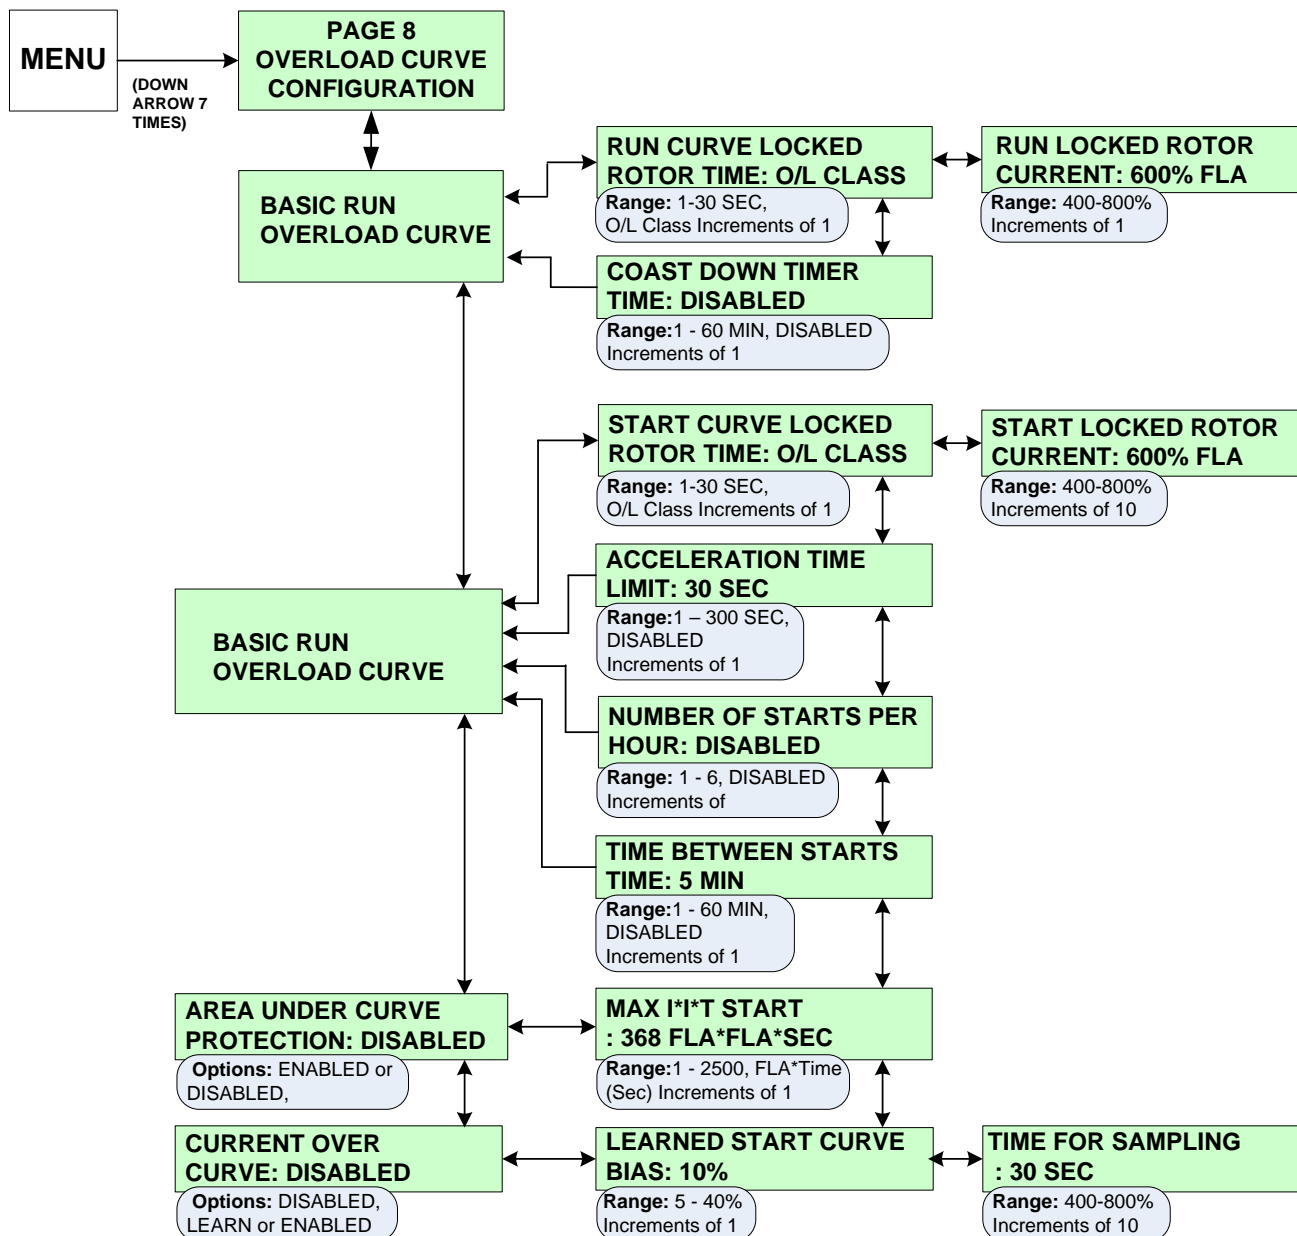 MENU
(DOWN
ARROW 7
TIMES)
PAGE 8
OVERLOAD CURVE
CONFIGURATION
BASIC RUN
OVERLOAD CURVE
RUN CURVE LOCKED
ROTOR TIME: O/L CLASS
Range: 1-30 SEC,
O/L Class Increments of 1
RUN LOCKED ROTOR
CURRENT: 600% FLA
Range: 400-800%
Increments of 1
COAST DOWN TIMER
TIME: DISABLED
Range:1 - 60 MIN, DISABLED
Increments of 1
START CURVE LOCKED
ROTOR TIME: O/L CLASS
Range: 1-30 SEC,
O/L Class Increments of 1
START LOCKED ROTOR
CURRENT: 600% FLA
Range: 400-800%
Increments of 10
BASIC RUN
OVERLOAD CURVE
ACCELERATION TIME
LIMIT: 30 SEC
Range:1 – 300 SEC,
DISABLED
Increments of 1
NUMBER OF STARTS PER
HOUR: DISABLED
Range: 1 - 6, DISABLED
Increments of
TIME BETWEEN STARTS
TIME: 5 MIN
Range:1 - 60 MIN,
DISABLED
Increments of 1
AREA UNDER CURVE
PROTECTION: DISABLED
Options: ENABLED or
DISABLED,
MAX I*I*T START
: 368 FLA*FLA*SEC
Range:1 - 2500, FLA*Time
(Sec) Increments of 1
CURRENT OVER
CURVE: DISABLED
Options: DISABLED,
LEARN or ENABLED
LEARNED START CURVE
BIAS: 10%
Range: 5 - 40%
Increments of 1
TIME FOR SAMPLING
: 30 SEC
Range: 400-800%
Increments of 10